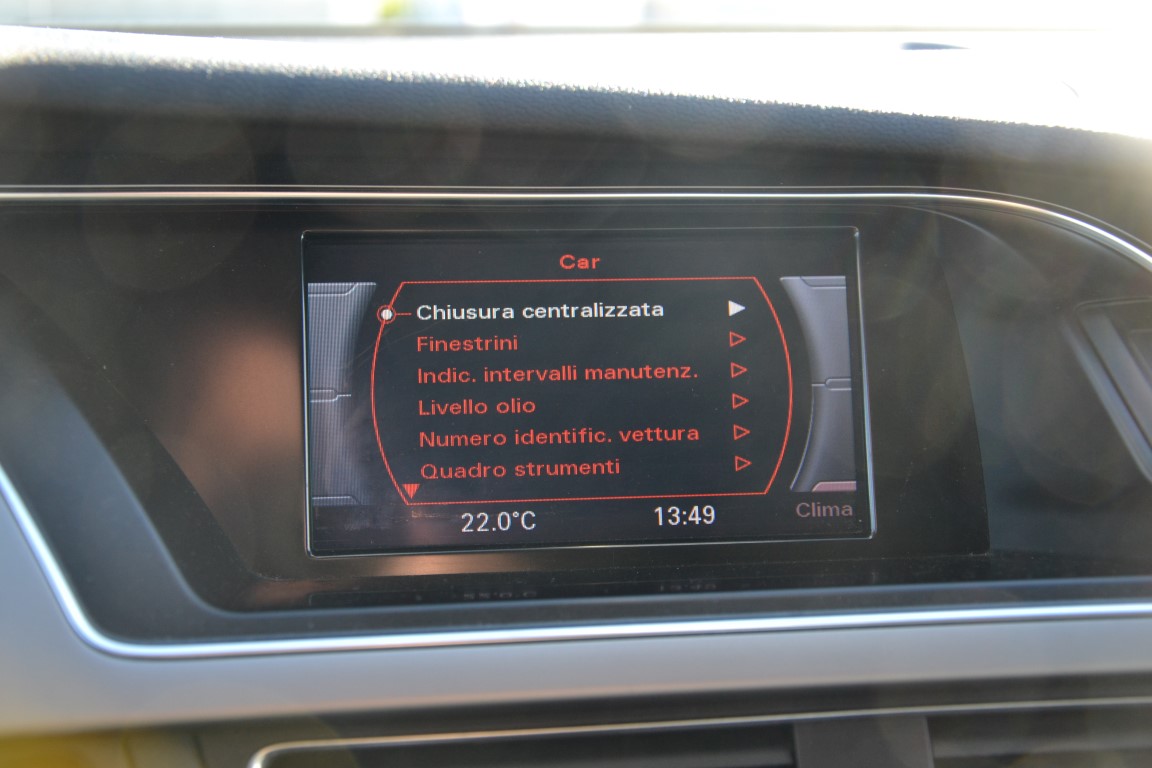 Car
Chiusura centralizzata
Finestrini
Indic. intervalli manutenz.
Livello olio
Numero identific. vettura
Quadro strumenti
22.0°C 13:49 Clima